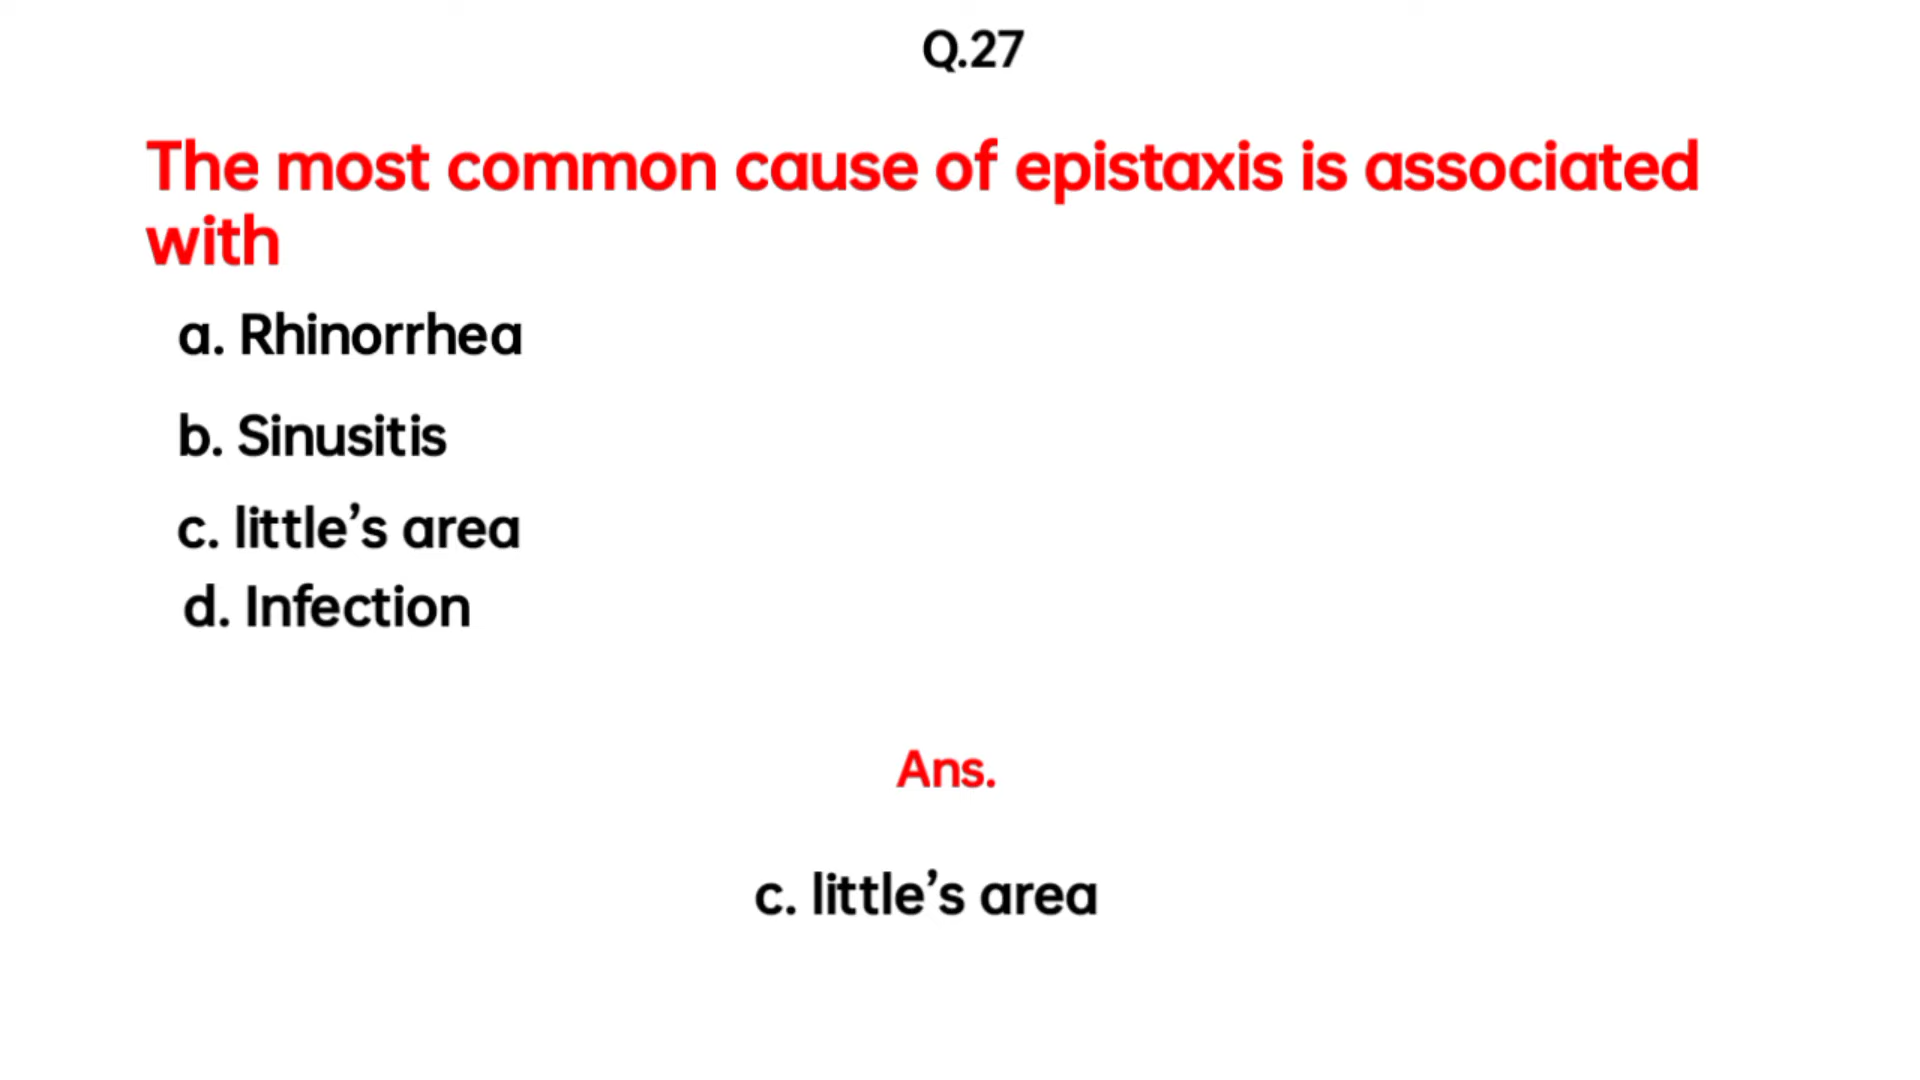 Q.27
The most common cause of epistaxis is associated
with
a. Rhinorrhea
b. Sinusitis
c. little’s area
d. Infection
Ans.
c. little’s area